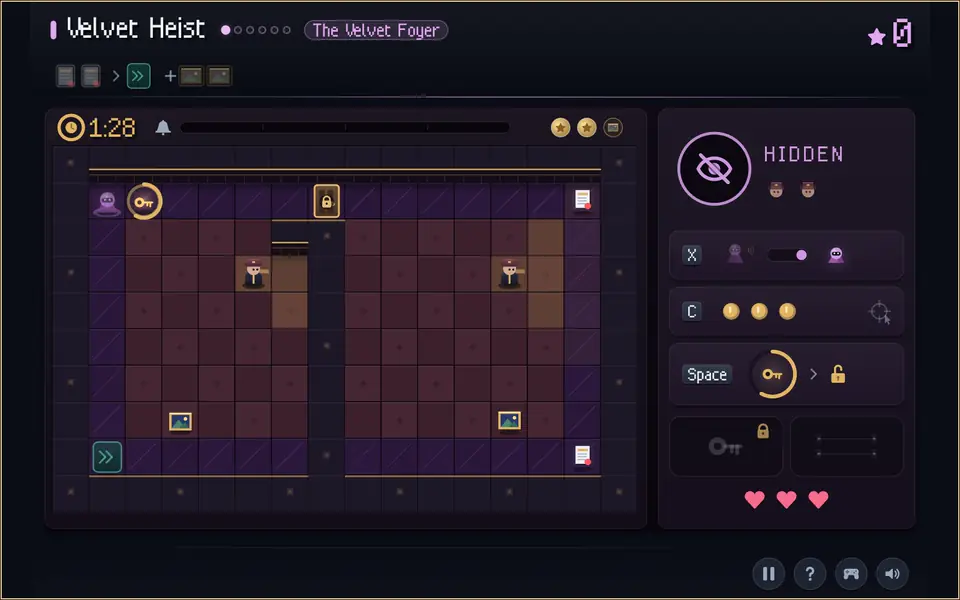 Velvet Heist
The Velvet Foyer
0
1:28
HIDDEN
X
C
Space
?